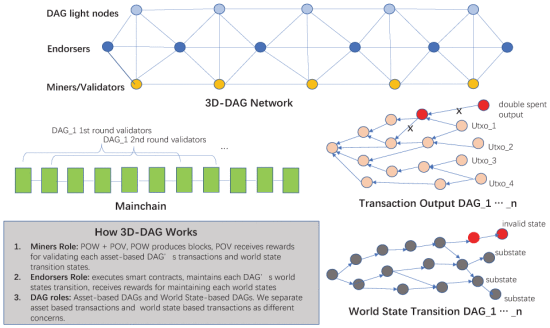 DAG light nodes
Endorsers
Miners/Validators
3D-DAG Network
DAG_1 1st round validators
DAG_1 2nd round validators
...
Mainchain
double spent
output
x
x
Utxo_1
Utxo_2
Utxo_3
Utxo_4
Transaction Output DAG_1 ··· _n
How 3D-DAG Works
1. Miners Role: POW + POV, POW produces blocks, POV receives rewards
for validating each asset-based DAG's transactions and world state
transition states.
2. Endorsers Role: executes smart contracts, maintains each DAG's world
states transition, receives rewards for maintaining each world states
3. DAG roles: Asset-based DAGs and World State-based DAGs. We separate
asset based transactions and world state based transactions as different
concerns.
invalid state
substate
substate
substate
World State Transition DAG_1 ··· _n